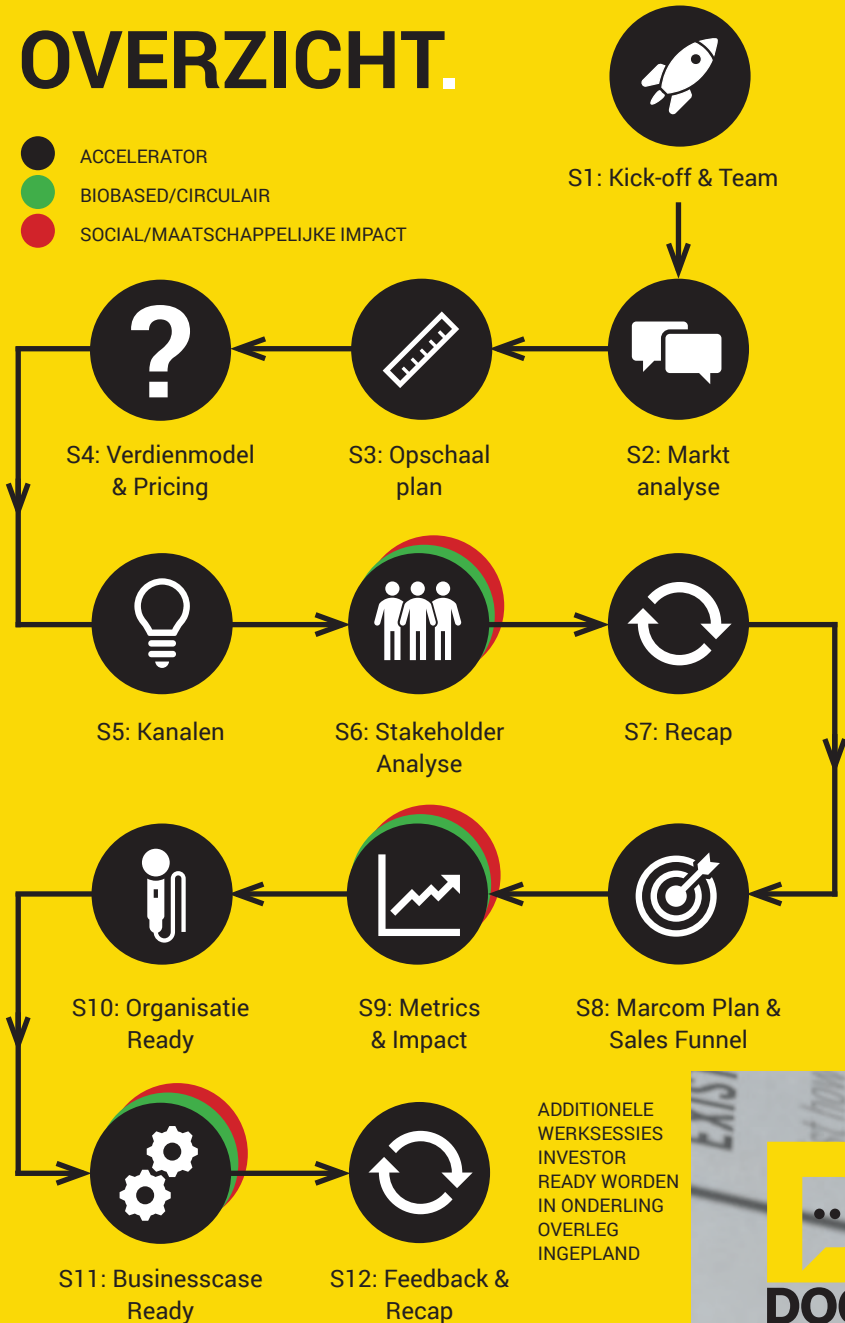 OVERZICHT.
ACCELERATOR
BIOBASED/CIRCULAIR
SOCIAL/MAATSCHAPPELIJKE IMPACT
S1: Kick-off & Team
S4: Verdienmodel
& Pricing
S3: Opschaal
plan
S2: Markt
analyse
S5: Kanalen
S6: Stakeholder
Analyse
S7: Recap
S10: Organisatie
Ready
S9: Metrics
& Impact
S8: Marcom Plan &
Sales Funnel
S11: Businesscase
Ready
S12: Feedback &
Recap
ADDITIONELE
WERKSESSIES
INVESTOR
READY WORDEN
IN ONDERLING
OVERLEG
INGEPLAND
EXIST